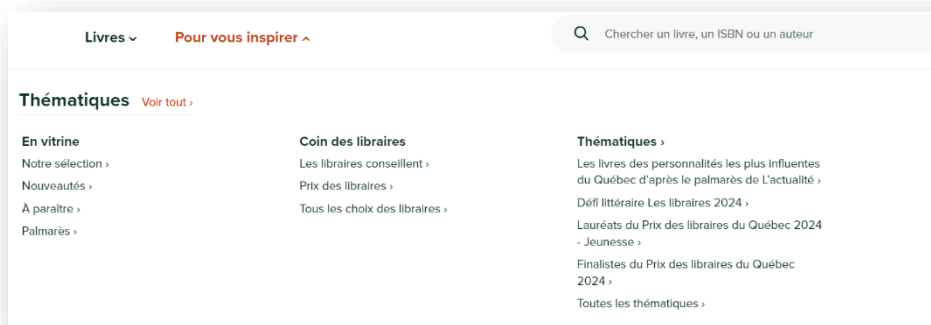 Livres
Pour vous inspirer
Chercher un livre, un ISBN ou un auteur
Thématiques Voir tout ›
En vitrine
Notre sélection ›
Nouveautés ›
À paraître ›
Palmarès ›
Coin des libraires
Les libraires conseillent ›
Prix des libraires ›
Tous les choix des libraires ›
Thématiques ›
Les livres des personnalités les plus influentes
du Québec d'après le palmarès de L'actualité ›
Défi littéraire Les libraires 2024 ›
Lauréats du Prix des libraires du Québec 2024
- Jeunesse ›
Finalistes du Prix des libraires du Québec
2024 ›
Toutes les thématiques ›